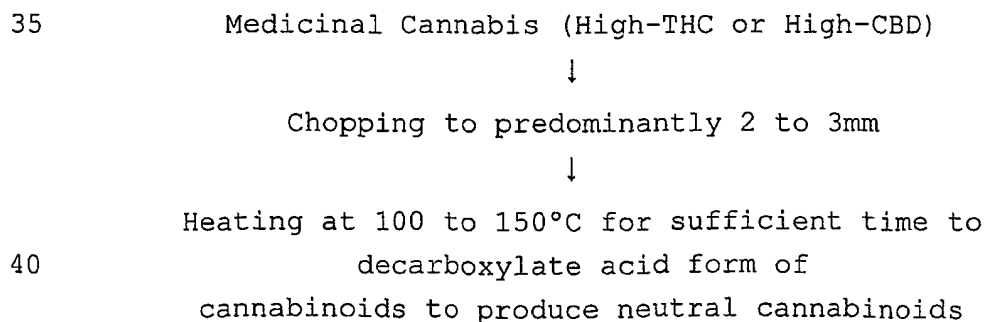 35 Medicinal Cannabis (High-THC or High-CBD)
↓
Chopping to predominantly 2 to 3mm
↓
Heating at 100 to 150°C for sufficient time to
40 decarboxylate acid form of
cannabinoids to produce neutral cannabinoids